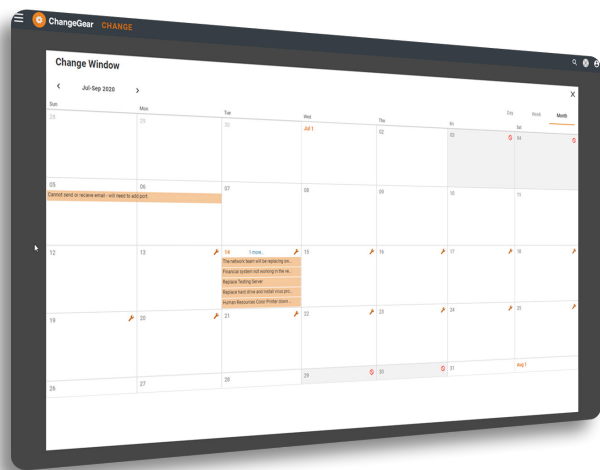 ChangeGear CHANGE
Change Window
Jul-Sep 2020
Day Week Month
Sun Mon Tue Wed Thu Fri Sat
28 29 30 Jul 1 02 03 04
05 06 07 08 09 10 11
Cannot send or recieve email - will need to add port.
12 13 14 1 more... 15 16 17 18
The network team will be replacing sw...
Financial system not working in the re...
Replace Testing Server
Replace hard drive and install virus pro...
Human Resources Color Printer down ...
19 20 21 22 23 24 25
26 27 28 29 30 31 Aug 1